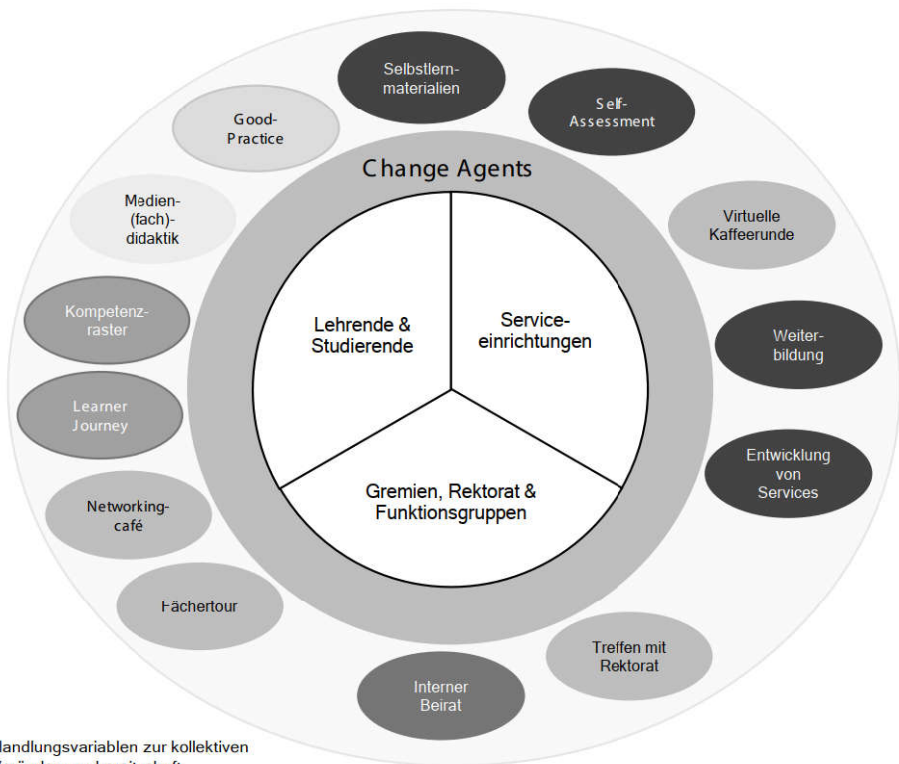 Selbstlern-
materialien
Self-
Assessment
Good-
Practice
Change Agents
Medien-
(fach)-
didaktik
Virtuelle
Kaffeerunde
Kompetenz-
raster
Lehrende &
Studierende
Service-
einrichtungen
Weiter-
bildung
Learner
Journey
Entwicklung
von
Services
Gremien, Rektorat &
Funktionsgruppen
Networking-
café
Fächertour
Treffen mit
Rektorat
Interner
Beirat
Handlungsvariablen zur kollektiven